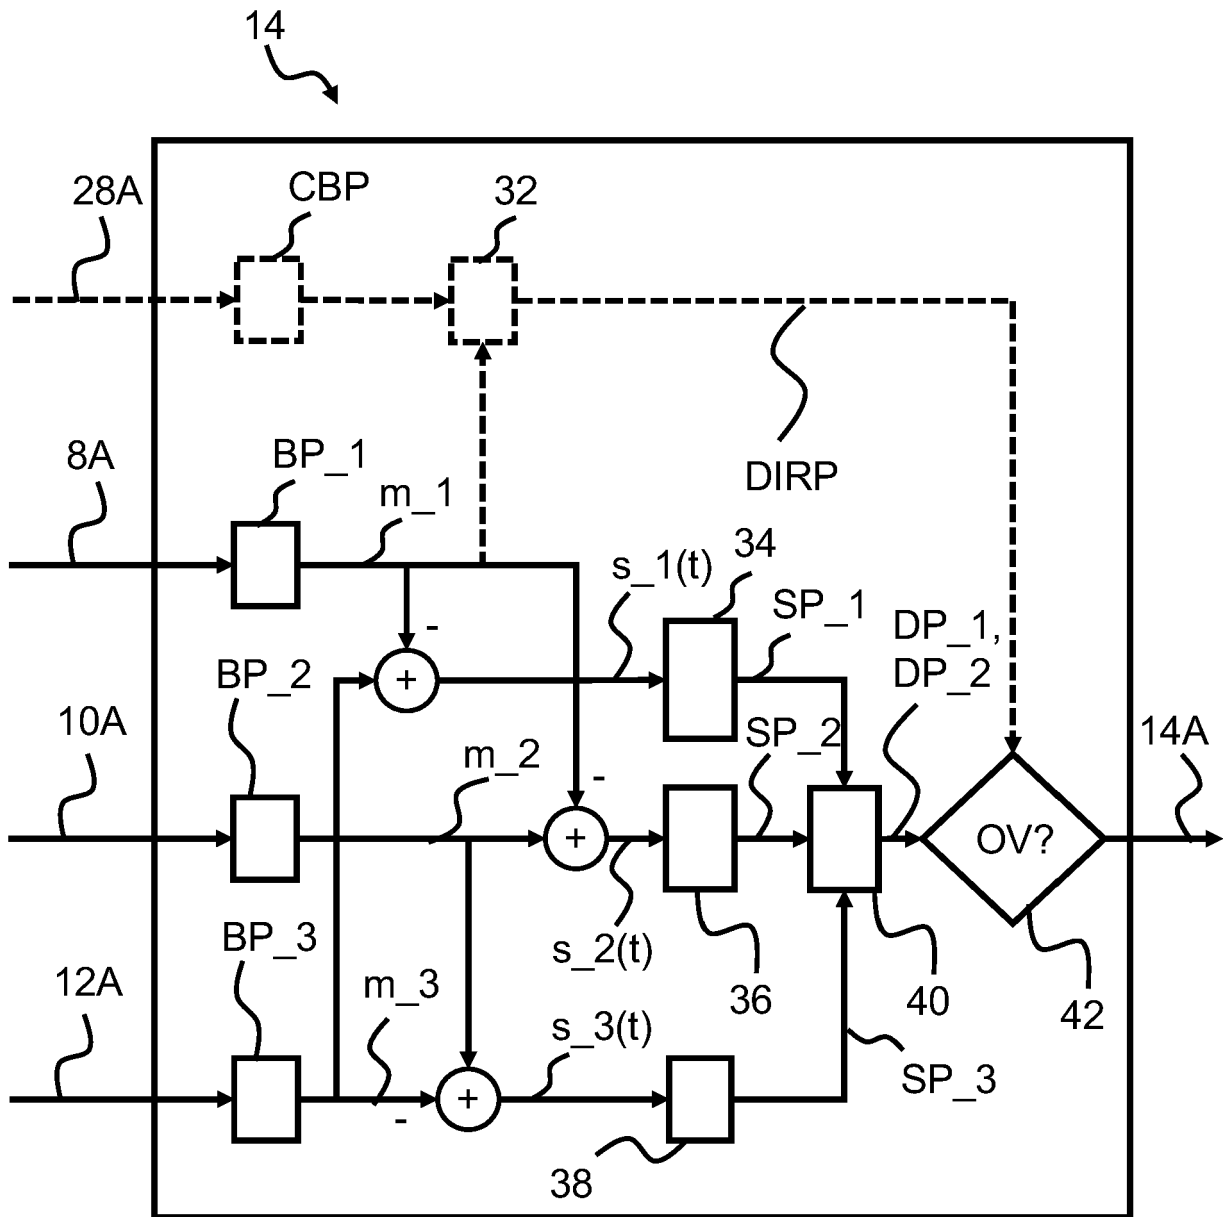 14
28A
CBP
32
DIRP
8A
BP_1
m_1
-
s_1(t)
34
SP_1
DP_1,
DP_2
BP_2
+
10A
m_2
-
SP_2
14A
+
OV?
BP_3
s_2(t)
36
40
42
12A
m_3
s_3(t)
SP_3
+
-
38